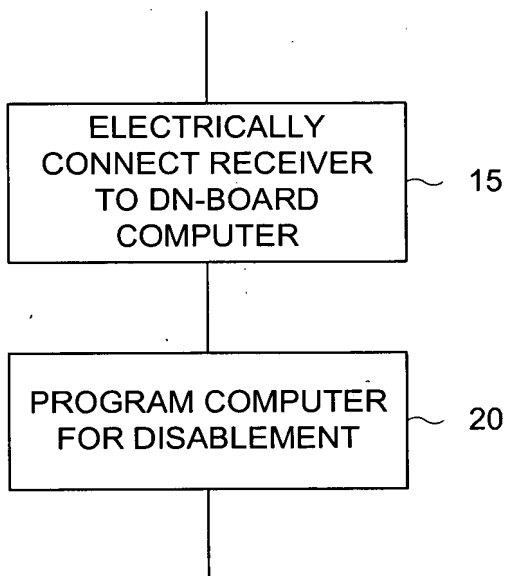 ELECTRICALLY
CONNECT RECEIVER
TO DN-BOARD
COMPUTER
15
PROGRAM COMPUTER
FOR DISABLEMENT
20